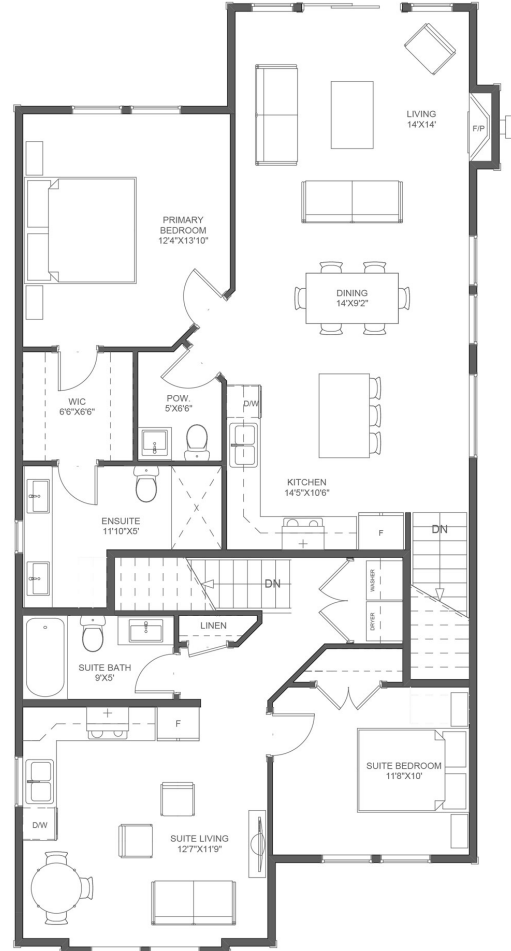 LIVING
14'X14'
F/P
PRIMARY
BEDROOM
12'4"X13'10"
DINING
14'X9'2"
WIC
6'6"X6'6"
POW.
5'X6'6"
D/W
KITCHEN
14'5"X10'6"
F
ENSUITE
11'10"X5'
X
DN
DN
WASHER
DRYER
LINEN
SUITE BATH
9'X5'
F
SUITE BEDROOM
11'8"X10'
D/W
SUITE LIVING
12'7"X11'9"